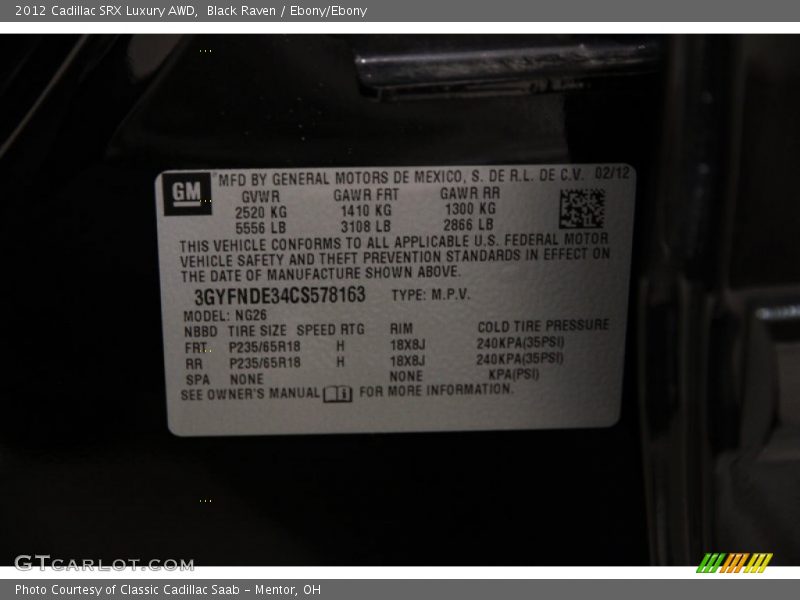 2012 Cadillac SRX Luxury AWD, Black Raven / Ebony/Ebony
GM MFD BY GENERAL MOTORS DE MEXICO, S. DE R.L. DE C.V. 02/12
GVWR GAWR FRT GAWR RR
2520 KG 1410 KG 1300 KG
5556 LB 3108 LB 2866 LB
THIS VEHICLE CONFORMS TO ALL APPLICABLE U.S. FEDERAL MOTOR
VEHICLE SAFETY AND THEFT PREVENTION STANDARDS IN EFFECT ON
THE DATE OF MANUFACTURE SHOWN ABOVE.
3GYFNDE34CS578163 TYPE: M.P.V.
MODEL: NG26
NBBD TIRE SIZE SPEED RTG RIM COLD TIRE PRESSURE
FRT P235/65R18 H 18X8J 240KPA(35PSI)
RR P235/65R18 H 18X8J 240KPA(35PSI)
SPA NONE NONE KPA(PSI)
SEE OWNER'S MANUAL FOR MORE INFORMATION.
GTCARLOT.COM
Photo Courtesy of Classic Cadillac Saab - Mentor, OH